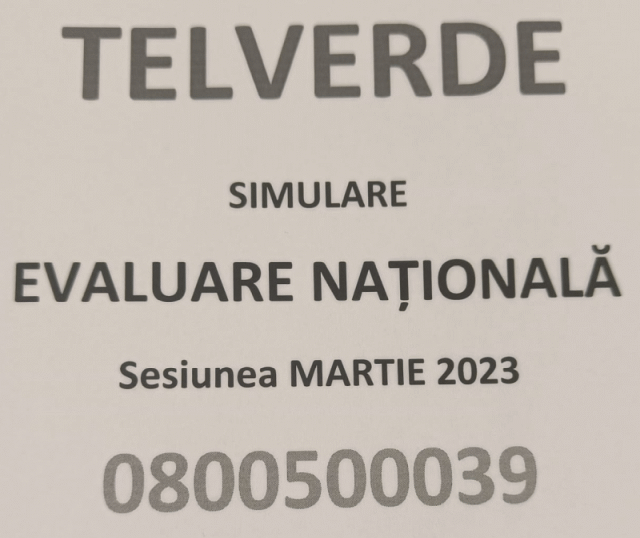 TELVERDE
SIMULARE
EVALUARE NAȚIONALĂ
Sesiunea MARTIE 2023
0800500039